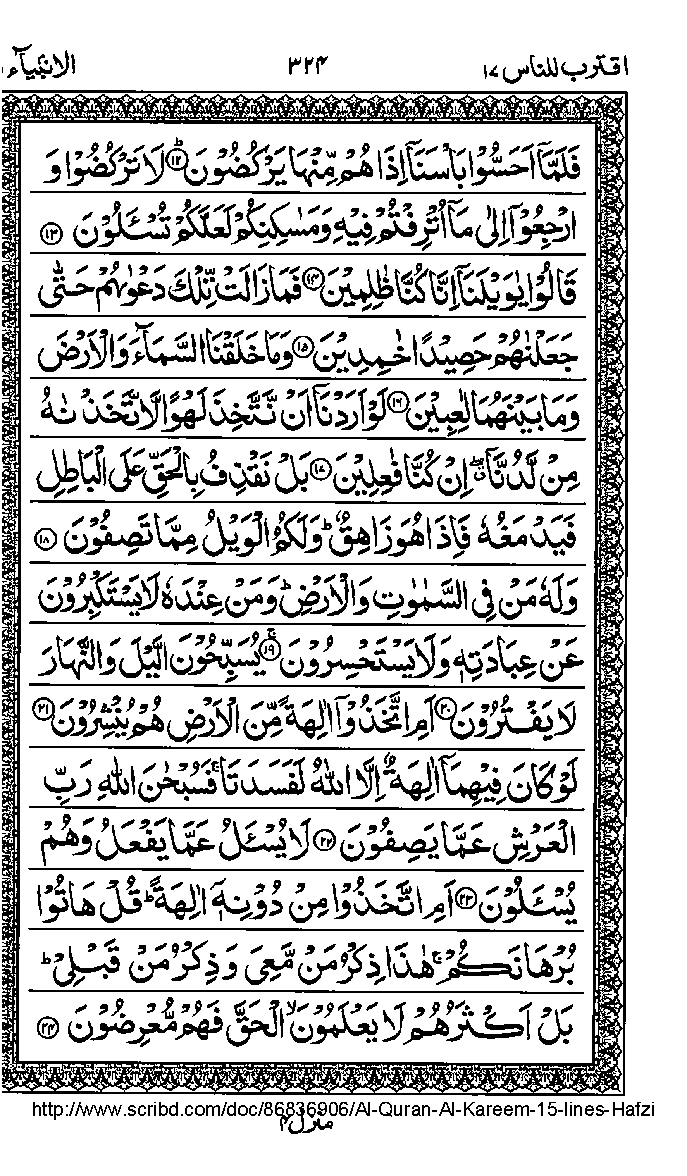 اقترب للناس ۱۷ ۳۲۴ الانبیآء
فَلَمَّاۤ اَحَسُّوْا بَاْسَنَاۤ اِذَا هُمْ مِّنْهَا یَرْكُضُوْنَ ؕ ۱۲ لَا تَرْكُضُوْا وَ
ارْجِعُوْۤا اِلٰی مَاۤ اُتْرِفْتُمْ فِیْهِ وَمَسٰكِنِكُمْ لَعَلَّكُمْ تُسْـَٔلُوْنَ ۱۳
قَالُوْا یٰوَیْلَنَاۤ اِنَّا كُنَّا ظٰلِمِیْنَ ۱۴ فَمَا زَالَتْ تِّلْكَ دَعْوٰىهُمْ حَتّٰی
جَعَلْنٰهُمْ حَصِیْدًا خٰمِدِیْنَ ۱۵ وَمَا خَلَقْنَا السَّمَآءَ وَالْاَرْضَ
وَمَا بَیْنَهُمَا لٰعِبِیْنَ ۱۶ لَوْ اَرَدْنَاۤ اَنْ نَّتَّخِذَ لَهْوًا لَّاتَّخَذْنٰهُ
مِنْ لَّدُنَّاۤ ۖ اِنْ كُنَّا فٰعِلِیْنَ ۱۷ بَلْ نَقْذِفُ بِالْحَقِّ عَلَی الْبَاطِلِ
فَیَدْمَغُهٗ فَاِذَا هُوَ زَاهِقٌ ؕ وَلَكُمُ الْوَیْلُ مِمَّا تَصِفُوْنَ ۱۸
وَلَهٗ مَنْ فِی السَّمٰوٰتِ وَالْاَرْضِ ؕ وَمَنْ عِنْدَهٗ لَا یَسْتَكْبِرُوْنَ
عَنْ عِبَادَتِهٖ وَلَا یَسْتَحْسِرُوْنَ ۚ ۱۹ یُسَبِّحُوْنَ الَّیْلَ وَالنَّهَارَ
لَا یَفْتُرُوْنَ ۲۰ اَمِ اتَّخَذُوْۤا اٰلِهَةً مِّنَ الْاَرْضِ هُمْ یُنْشِرُوْنَ ۲۱
لَوْ كَانَ فِیْهِمَاۤ اٰلِهَةٌ اِلَّا اللّٰهُ لَفَسَدَتَا ۚ فَسُبْحٰنَ اللّٰهِ رَبِّ
الْعَرْشِ عَمَّا یَصِفُوْنَ ۲۲ لَا یُسْـَٔلُ عَمَّا یَفْعَلُ وَهُمْ
یُسْـَٔلُوْنَ ۲۳ اَمِ اتَّخَذُوْا مِنْ دُوْنِهٖۤ اٰلِهَةً ؕ قُلْ هَاتُوْا
بُرْهَانَكُمْ ۚ هٰذَا ذِكْرُ مَنْ مَّعِیَ وَذِكْرُ مَنْ قَبْلِیْ ؕ
بَلْ اَكْثَرُهُمْ لَا یَعْلَمُوْنَ ۙ الْحَقَّ فَهُمْ مُّعْرِضُوْنَ ۲۴
http://www.scribd.com/doc/86836906/Al-Quran-Al-Kareem-15-lines-Hafzi
منزل ۴